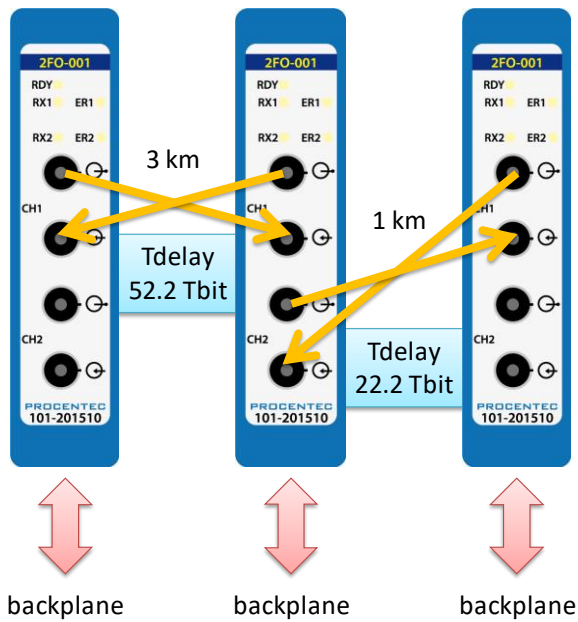 2FO-001
RDY
RX1 ER1
RX2 ER2
CH1
CH2
PROCENTEC
101-201510
backplane
3 km
Tdelay
52.2 Tbit
2FO-001
RDY
RX1 ER1
RX2 ER2
CH1
CH2
PROCENTEC
101-201510
backplane
1 km
Tdelay
22.2 Tbit
2FO-001
RDY
RX1 ER1
RX2 ER2
CH1
CH2
PROCENTEC
101-201510
backplane